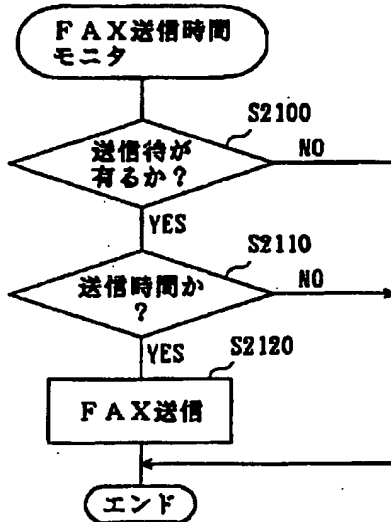 FAX送信時間
モニタ
S2100
送信待が
有るか?
NO
YES
S2110
送信時間か
?
NO
YES
S2120
FAX送信
エンド